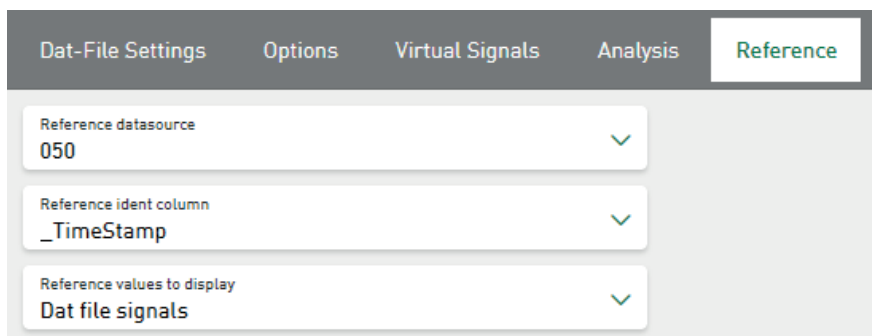 Dat-File Settings Options Virtual Signals Analysis Reference
Reference datasource
050
Reference ident column
_TimeStamp
Reference values to display
Dat file signals